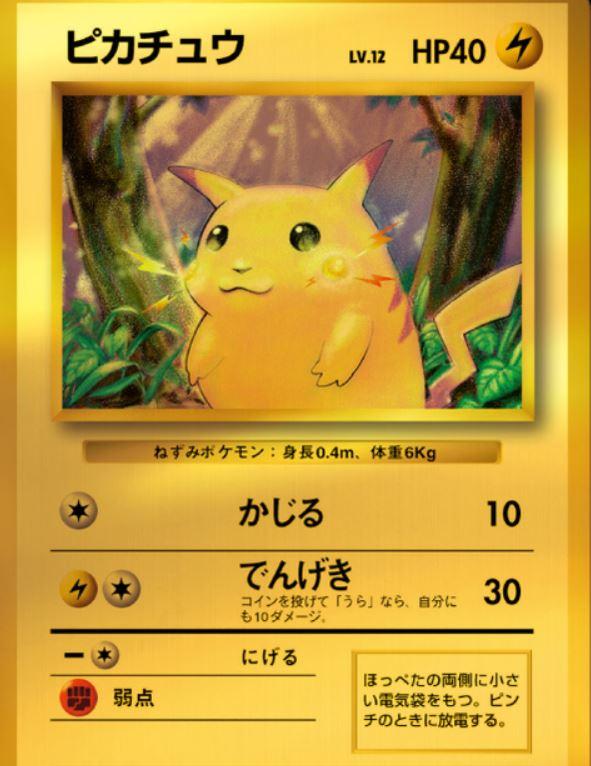 ピカチュウ LV.12 HP40
ねずみポケモン：身長0.4m、体重6Kg
かじる 10
でんげき 30
コインを投げて「うら」なら、自分に
も10ダメージ。
にげる
弱点
ほっぺたの両側に小さ
い電気袋をもつ。ピン
チのときに放電する。